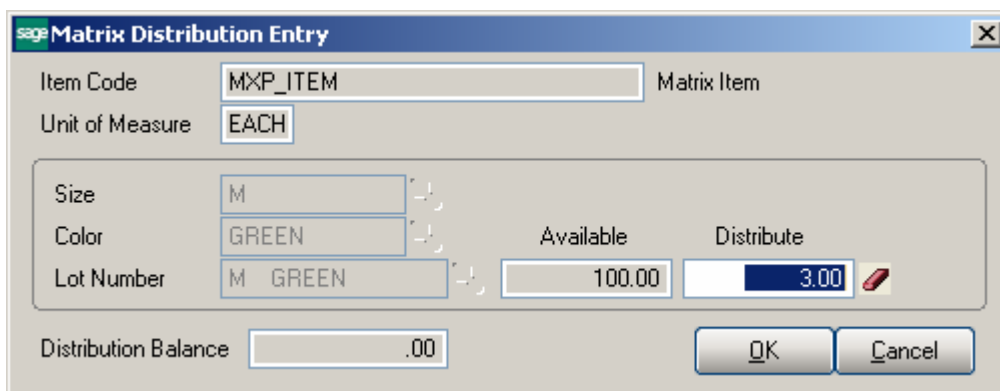 sage Matrix Distribution Entry
Item Code MXP_ITEM Matrix Item
Unit of Measure EACH
Size M
Color GREEN Available Distribute
Lot Number M GREEN 100.00 3.00
Distribution Balance .00 OK Cancel